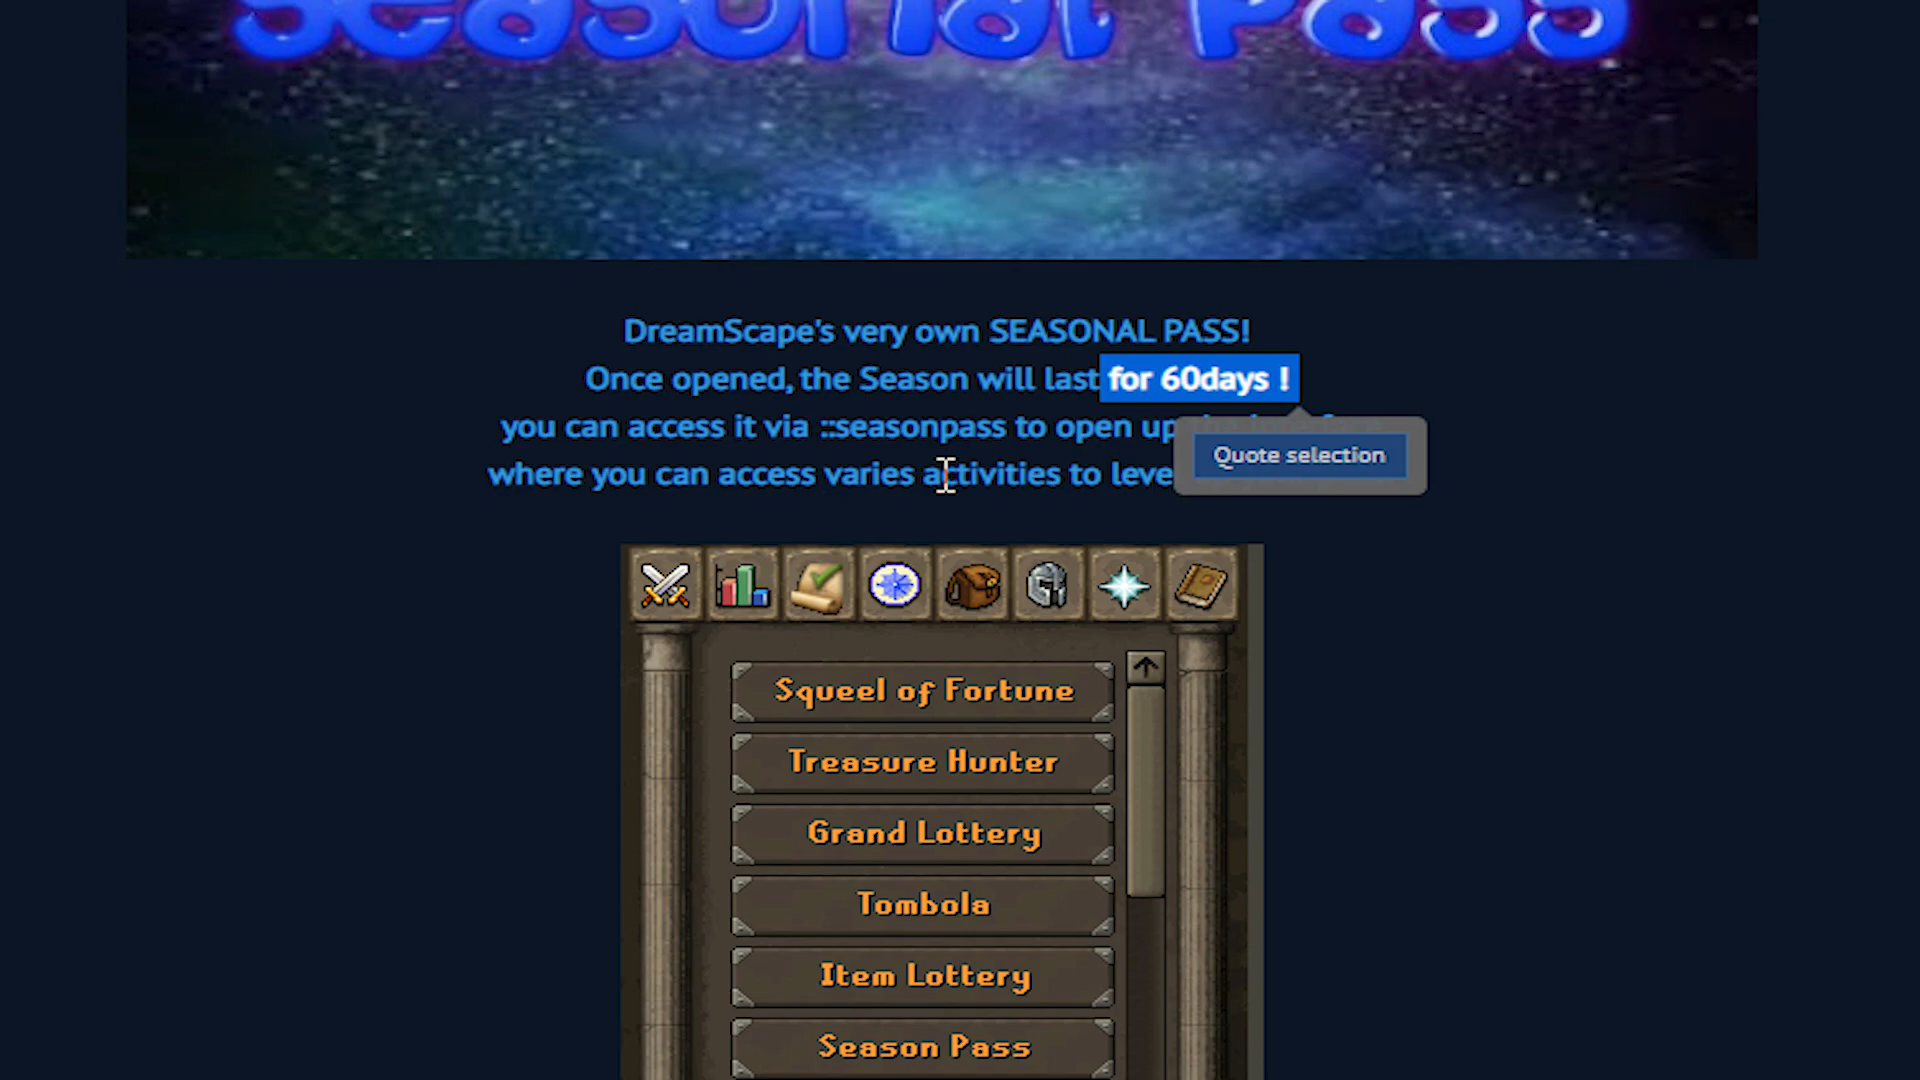 Seasonal Pass
DreamScape's very own SEASONAL PASS!
Once opened, the Season will last for 60days !
you can access it via ::seasonpass to open up
where you can access varies activities to leve
Quote selection
Squeel of Fortune
Treasure Hunter
Grand Lottery
Tombola
Item Lottery
Season Pass